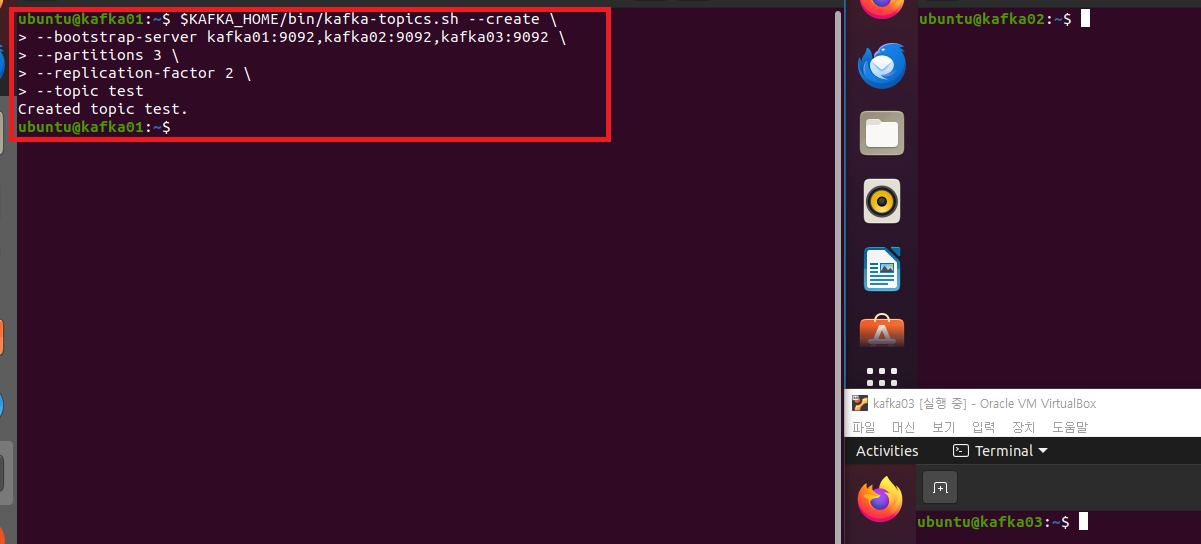 ubuntu@kafka01:~$ $KAFKA_HOME/bin/kafka-topics.sh --create \
> --bootstrap-server kafka01:9092,kafka02:9092,kafka03:9092 \
> --partitions 3 \
> --replication-factor 2 \
> --topic test
Created topic test.
ubuntu@kafka01:~$
ubuntu@kafka02:~$
kafka03 [실행 중] - Oracle VM VirtualBox
파일 머신 보기 입력 장치 도움말
Activities Terminal
ubuntu@kafka03:~$